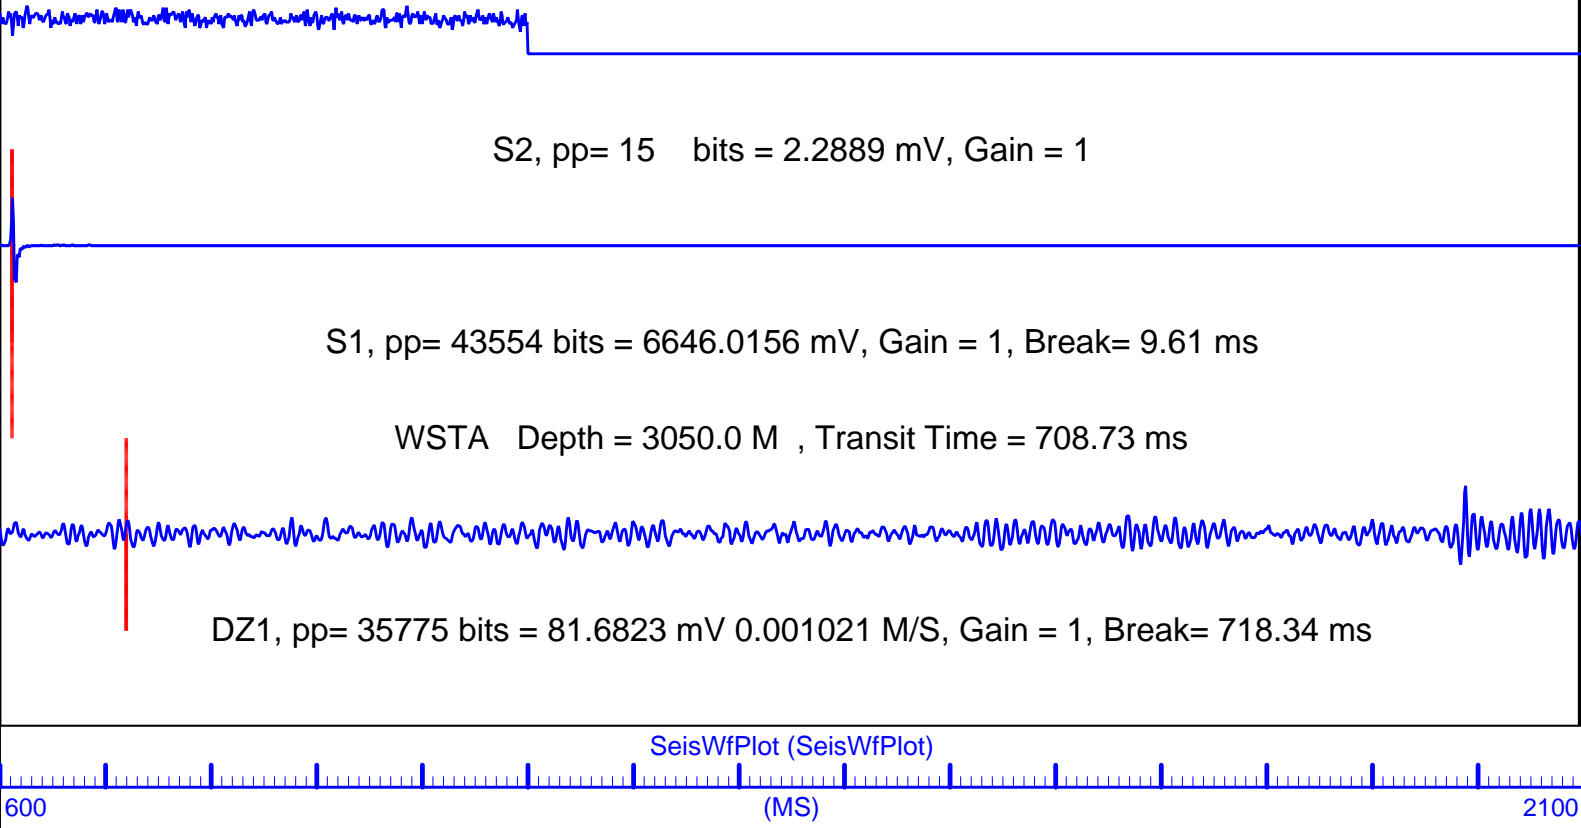 S2, pp= 15 bits = 2.2889 mV, Gain = 1
S1, pp= 43554 bits = 6646.0156 mV, Gain = 1, Break= 9.61 ms
WSTA Depth = 3050.0 M , Transit Time = 708.73 ms
DZ1, pp= 35775 bits = 81.6823 mV 0.001021 M/S, Gain = 1, Break= 718.34 ms
SeisWfPlot (SeisWfPlot)
600 (MS) 2100